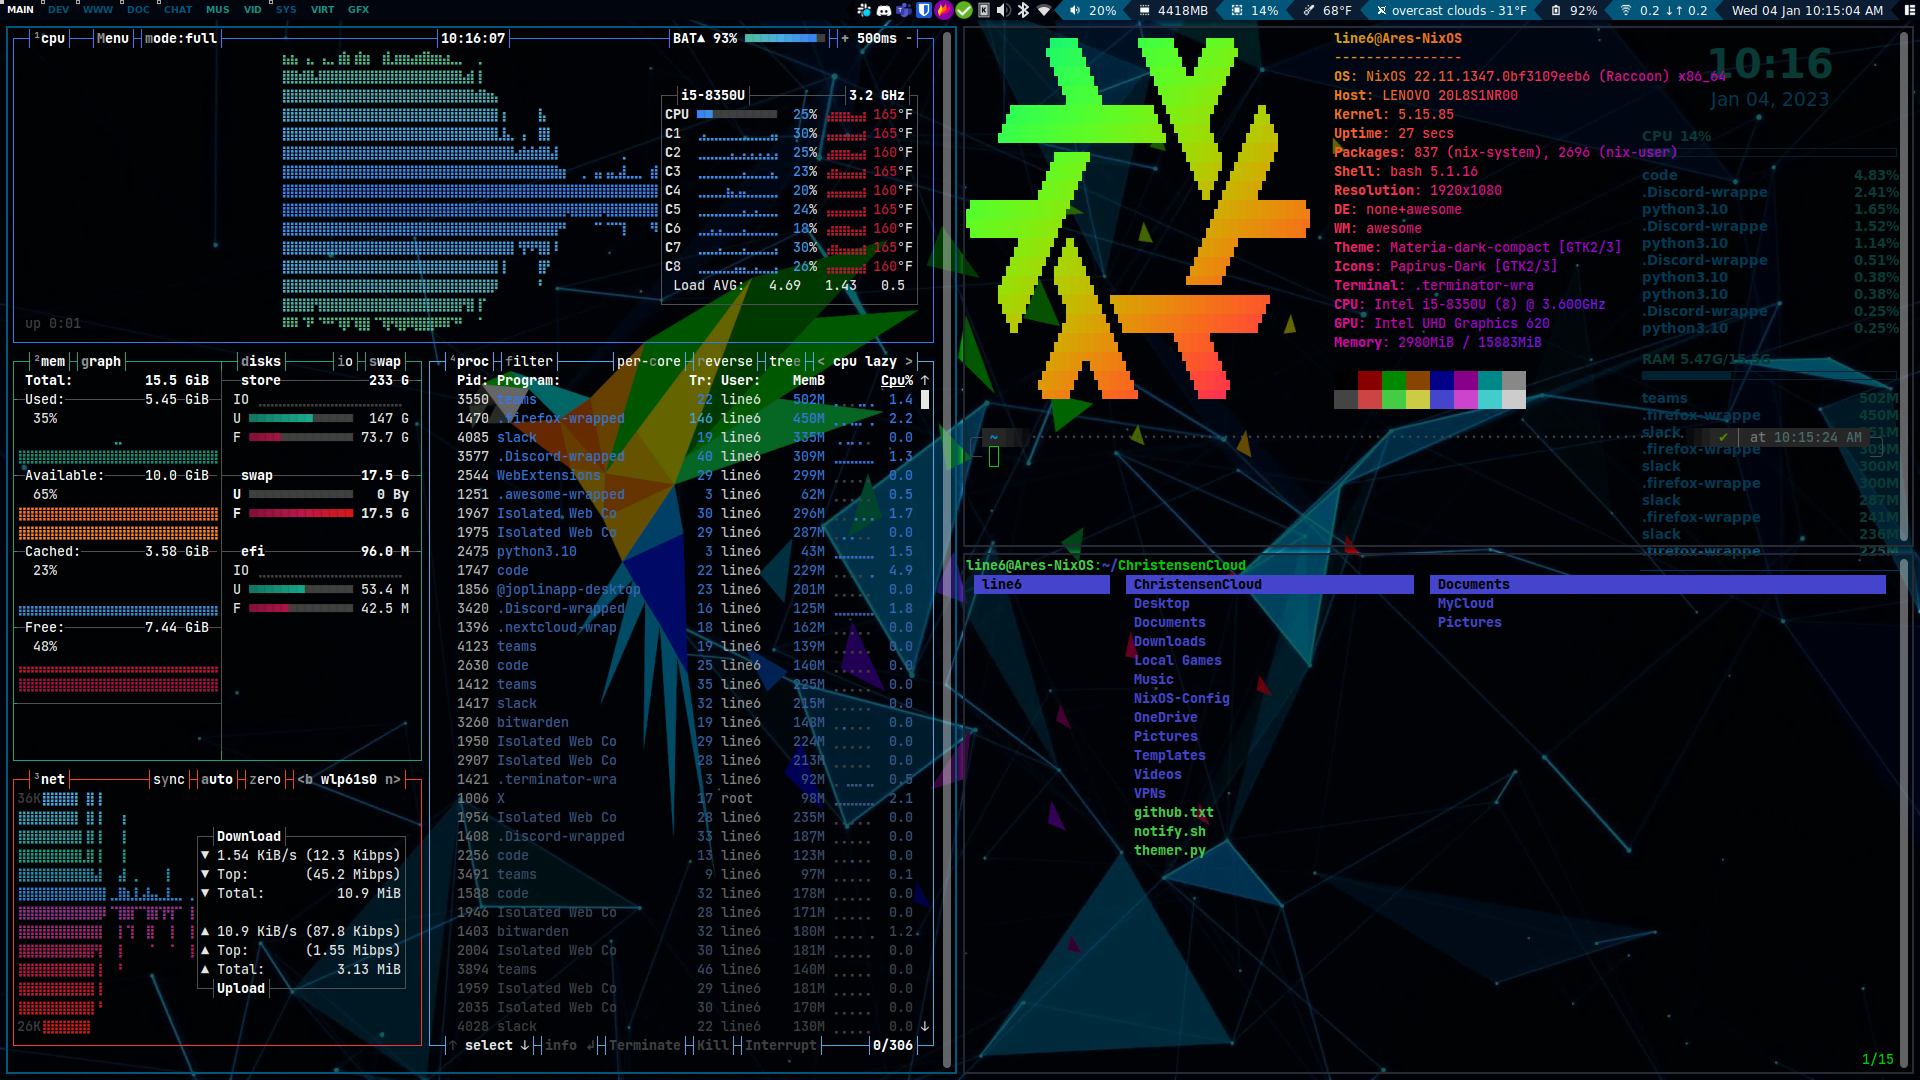 MAIN DEV WWW DOC CHAT MUS VID SYS VIRT GFX
20% 4418MB 14% 68°F overcast clouds - 31°F 92% 0.2 ↓↑ 0.2 Wed 04 Jan 10:15:04 AM
¹cpu Menu mode:full 10:16:07 BAT▲ 93% + 500ms -
i5-8350U 3.2 GHz
CPU 25% 165°F
C1 30% 165°F
C2 25% 160°F
C3 23% 165°F
C4 20% 160°F
C5 24% 165°F
C6 18% 160°F
C7 30% 165°F
C8 26% 160°F
Load AVG: 4.69 1.43 0.5
up 0:01
²mem graph disks io swap
Total: 15.5 GiB
Used: 5.45 GiB
35%
Available: 10.0 GiB
65%
Cached: 3.58 GiB
23%
Free: 7.44 GiB
48%
store 233 G
IO
U 147 G
F 73.7 G
swap 17.5 G
U 0 By
F 17.5 G
efi 96.0 M
IO
U 53.4 M
F 42.5 M
³net sync auto zero <b wlp61s0 n>
36K
Download
▼ 1.54 KiB/s (12.3 Kibps)
▼ Top: (45.2 Mibps)
▼ Total: 10.9 MiB
▲ 10.9 KiB/s (87.8 Kibps)
▲ Top: (1.55 Mibps)
▲ Total: 3.13 MiB
Upload
26K
⁴proc filter per-core reverse tree < cpu lazy >
Pid: Program: Tr: User: MemB Cpu% ↑
3550 teams 22 line6 502M 1.4
1470 .firefox-wrapped 146 line6 450M 2.2
4085 slack 19 line6 335M 0.0
3577 .Discord-wrapped 40 line6 309M 1.3
2544 WebExtensions 29 line6 299M 0.0
1251 .awesome-wrapped 3 line6 62M 0.5
1967 Isolated Web Co 30 line6 296M 1.7
1975 Isolated Web Co 29 line6 287M 0.0
2475 python3.10 3 line6 43M 1.5
1747 code 22 line6 229M 4.9
1856 @joplinapp-desktop 23 line6 201M 0.0
3420 .Discord-wrapped 16 line6 125M 1.8
1396 .nextcloud-wrap 18 line6 162M 0.0
4123 teams 19 line6 139M 0.0
2630 code 25 line6 140M 0.0
1412 teams 35 line6 225M 0.0
1417 slack 32 line6 215M 0.0
3260 bitwarden 19 line6 148M 0.0
1950 Isolated Web Co 29 line6 224M 0.0
2907 Isolated Web Co 28 line6 213M 0.0
1421 .terminator-wra 3 line6 92M 0.5
1006 X 17 root 98M 2.1
1954 Isolated Web Co 28 line6 235M 0.0
1408 .Discord-wrapped 33 line6 187M 0.0
2256 code 13 line6 123M 0.0
3491 teams 9 line6 97M 0.1
1588 code 32 line6 178M 0.0
1946 Isolated Web Co 28 line6 171M 0.0
1403 bitwarden 32 line6 180M 1.2
2004 Isolated Web Co 30 line6 181M 0.0
3894 teams 46 line6 140M 0.0
1959 Isolated Web Co 29 line6 181M 0.0
2035 Isolated Web Co 30 line6 170M 0.0
4028 slack 22 line6 130M 0.0 ↓
↑ select ↓ info ↲ Terminate Kill Interrupt 0/306
line6@Ares-NixOS
---------------
OS: NixOS 22.11.1347.0bf3109eeb6 (Raccoon) x86_64
Host: LENOVO 20L8S1NR00
Kernel: 5.15.85
Uptime: 27 secs
Packages: 837 (nix-system), 2696 (nix-user)
Shell: bash 5.1.16
Resolution: 1920x1080
DE: none+awesome
WM: awesome
Theme: Materia-dark-compact [GTK2/3]
Icons: Papirus-Dark [GTK2/3]
Terminal: .terminator-wra
CPU: Intel i5-8350U (8) @ 3.600GHz
GPU: Intel UHD Graphics 620
Memory: 2980MiB / 15883MiB
~ ✔ at 10:15:24 AM
10:16
Jan 04, 2023
CPU 14%
code 4.83%
.Discord-wrappe 2.41%
python3.10 1.65%
.Discord-wrappe 1.52%
python3.10 1.14%
.Discord-wrappe 0.51%
python3.10 0.38%
python3.10 0.38%
.Discord-wrappe 0.25%
python3.10 0.25%
RAM 5.47G/15.5G
teams 502M
.firefox-wrappe 450M
slack
.firefox-wrappe 309M
slack 300M
.firefox-wrappe 300M
slack 287M
.firefox-wrappe 241M
slack 236M
.firefox-wrappe 225M
line6@Ares-NixOS:~/ChristensenCloud
line6 ChristensenCloud Documents
Desktop MyCloud
Documents Pictures
Downloads
Local Games
Music
NixOS-Config
OneDrive
Pictures
Templates
Videos
VPNs
github.txt
notify.sh
themer.py
1/15